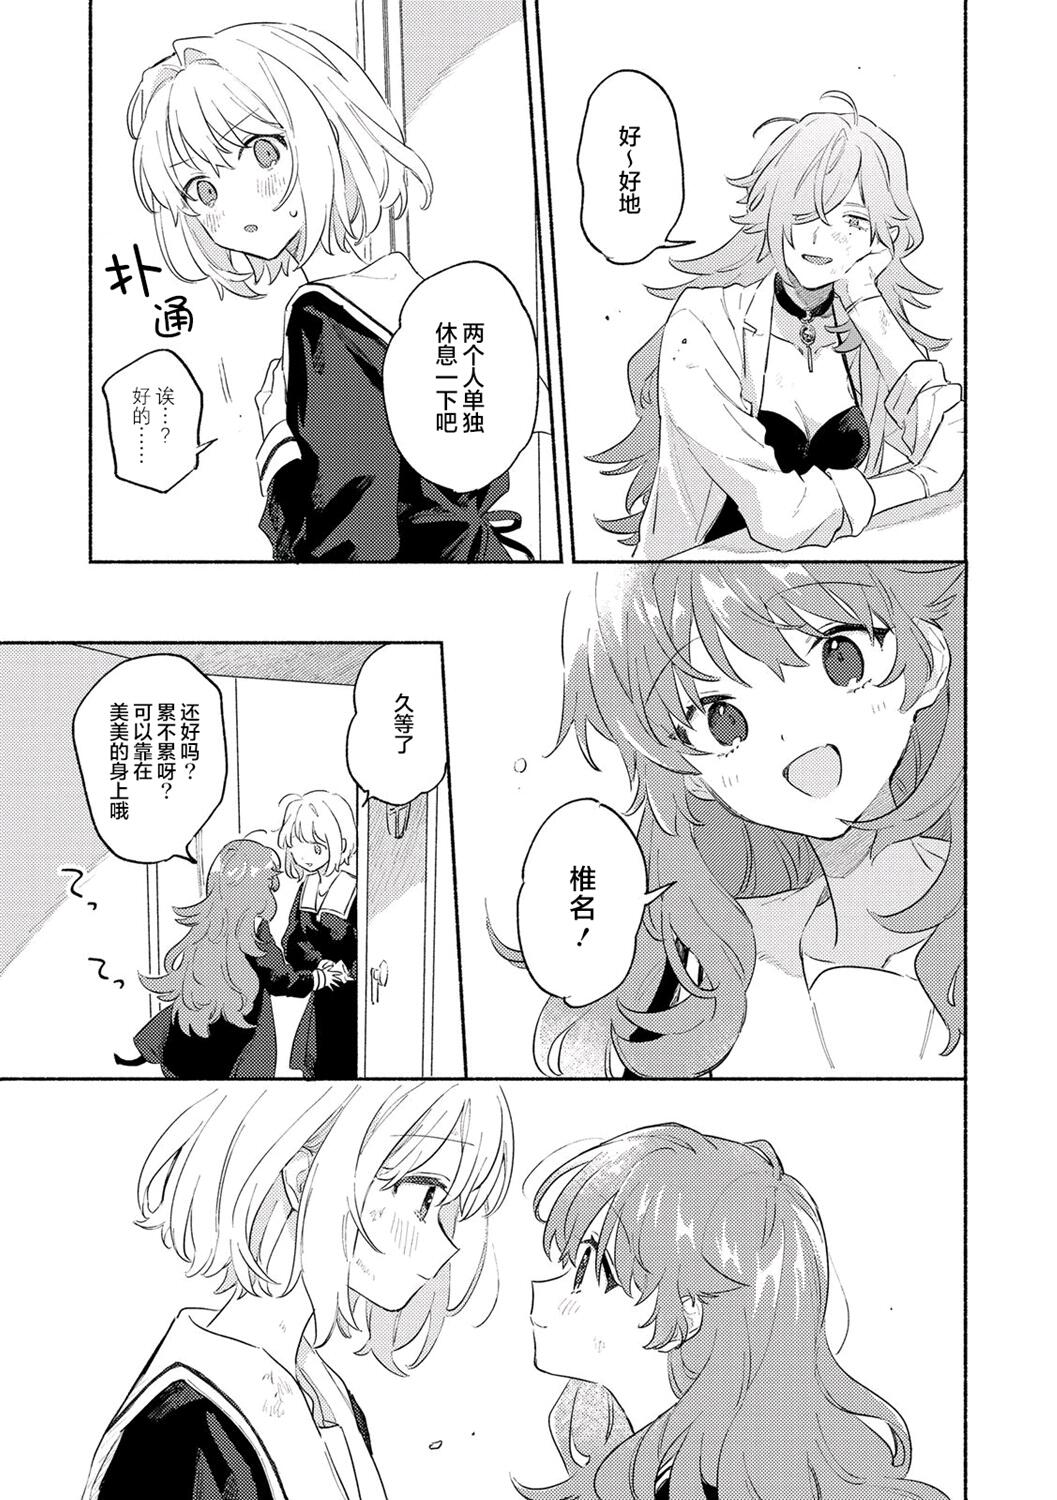 好～好地
两个人单独
休息一下吧
扑通
诶…？
好的……
椎名！
久等了
还好吗？
累不累呀？
可以靠在
美美的身上哦